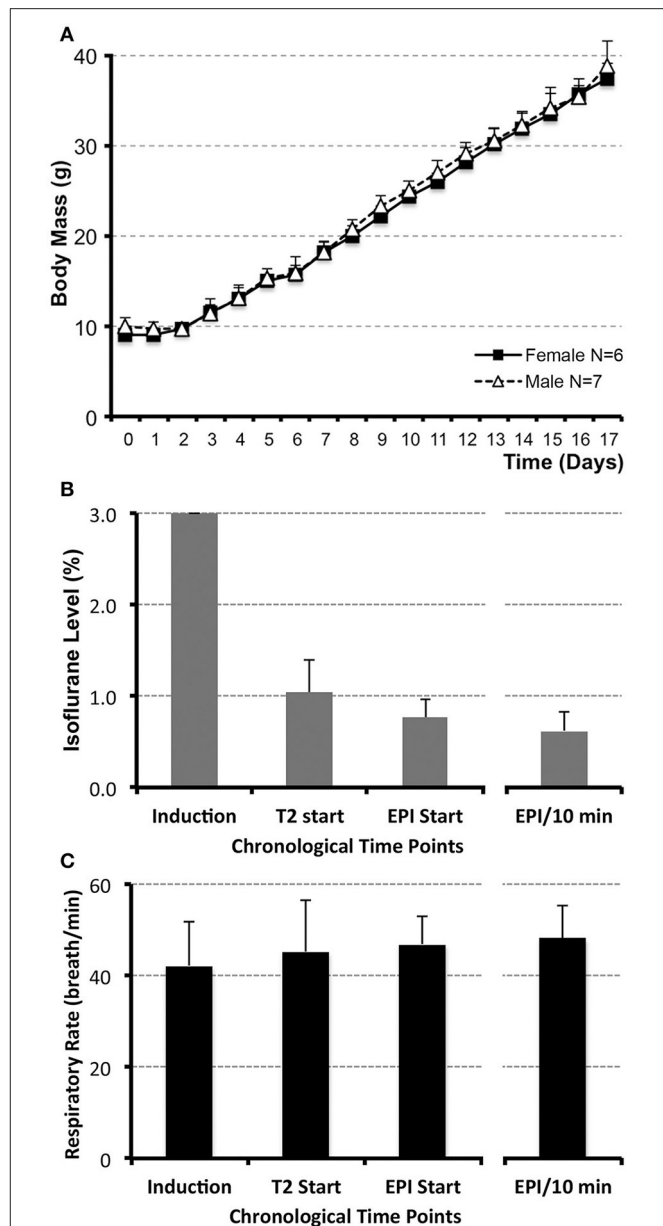 A
Body Mass (g)
40
30
20
10
0
Female N=6
Male N=7
0 1 2 3 4 5 6 7 8 9 10 11 12 13 14 15 16 17
Time (Days)
B
Isoflurane Level (%)
3.0
2.0
1.0
0.0
Induction T2 start EPI Start EPI/10 min
Chronological Time Points
C
Respiratory Rate (breath/min)
60
40
20
0
Induction T2 Start EPI Start EPI/10 min
Chronological Time Points